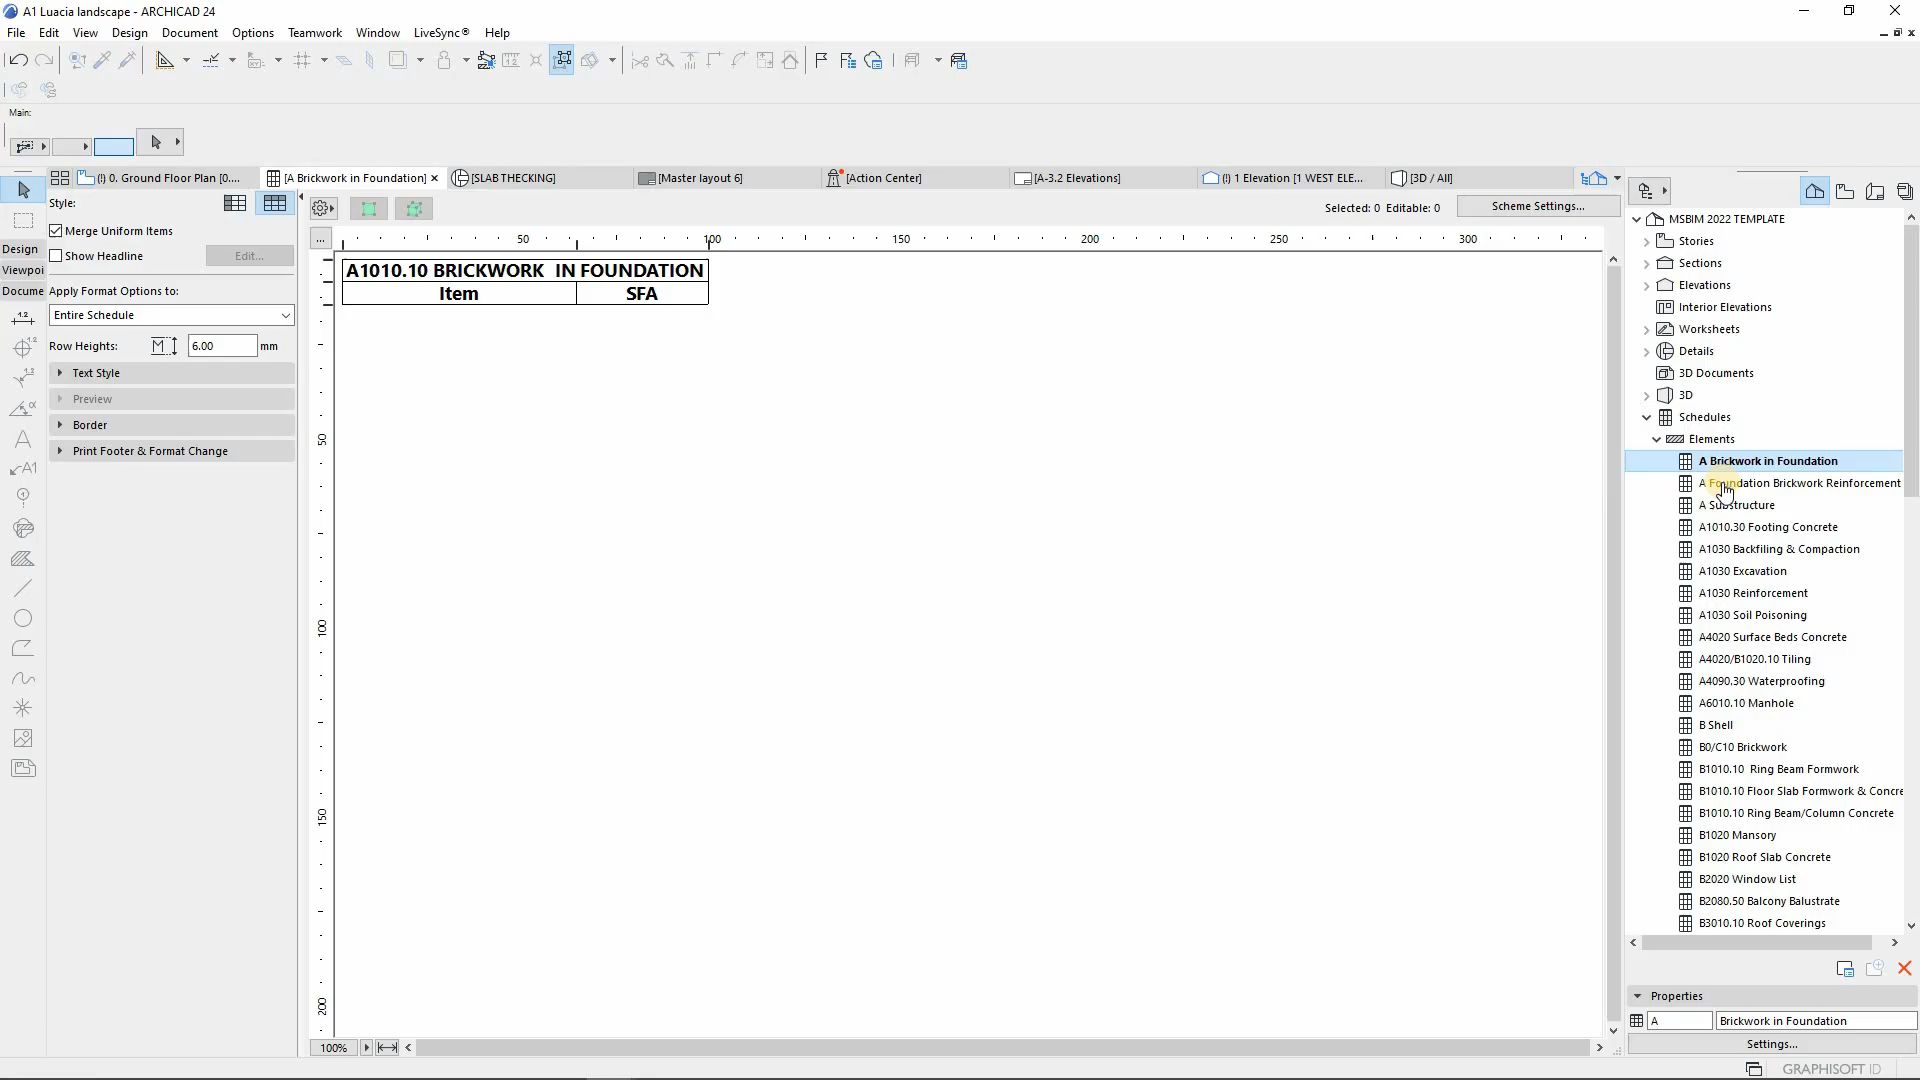 A1 Luacia landscape - ARCHICAD 24
File Edit View Design Document Options Teamwork Window LiveSync® Help
Main:
(!) 0. Ground Floor Plan [0....
[A Brickwork in Foundation]
[SLAB THECKING]
[Master layout 6]
[Action Center]
[A-3.2 Elevations]
(!) 1 Elevation [1 WEST ELE...
[3D / All]
Style:
Merge Uniform Items
Show Headline
Edit...
Apply Format Options to:
Entire Schedule
Row Heights:
6.00
mm
Text Style
Preview
Border
Print Footer & Format Change
Design
Viewpoi
Docume
Selected: 0 Editable: 0
Scheme Settings...
50 100 150 200 250 300
A1010.10 BRICKWORK IN FOUNDATION
Item SFA
50
100
150
200
100%
MSBIM 2022 TEMPLATE
Stories
Sections
Elevations
Interior Elevations
Worksheets
Details
3D Documents
3D
Schedules
Elements
A Brickwork in Foundation
A Foundation Brickwork Reinforcement
A Substructure
A1010.30 Footing Concrete
A1030 Backfiling & Compaction
A1030 Excavation
A1030 Reinforcement
A1030 Soil Poisoning
A4020 Surface Beds Concrete
A4020/B1020.10 Tiling
A4090.30 Waterproofing
A6010.10 Manhole
B Shell
B0/C10 Brickwork
B1010.10 Ring Beam Formwork
B1010.10 Floor Slab Formwork & Concre
B1010.10 Ring Beam/Column Concrete
B1020 Mansory
B1020 Roof Slab Concrete
B2020 Window List
B2080.50 Balcony Balustrate
B3010.10 Roof Coverings
Properties
A
Brickwork in Foundation
Settings...
GRAPHISOFT ID